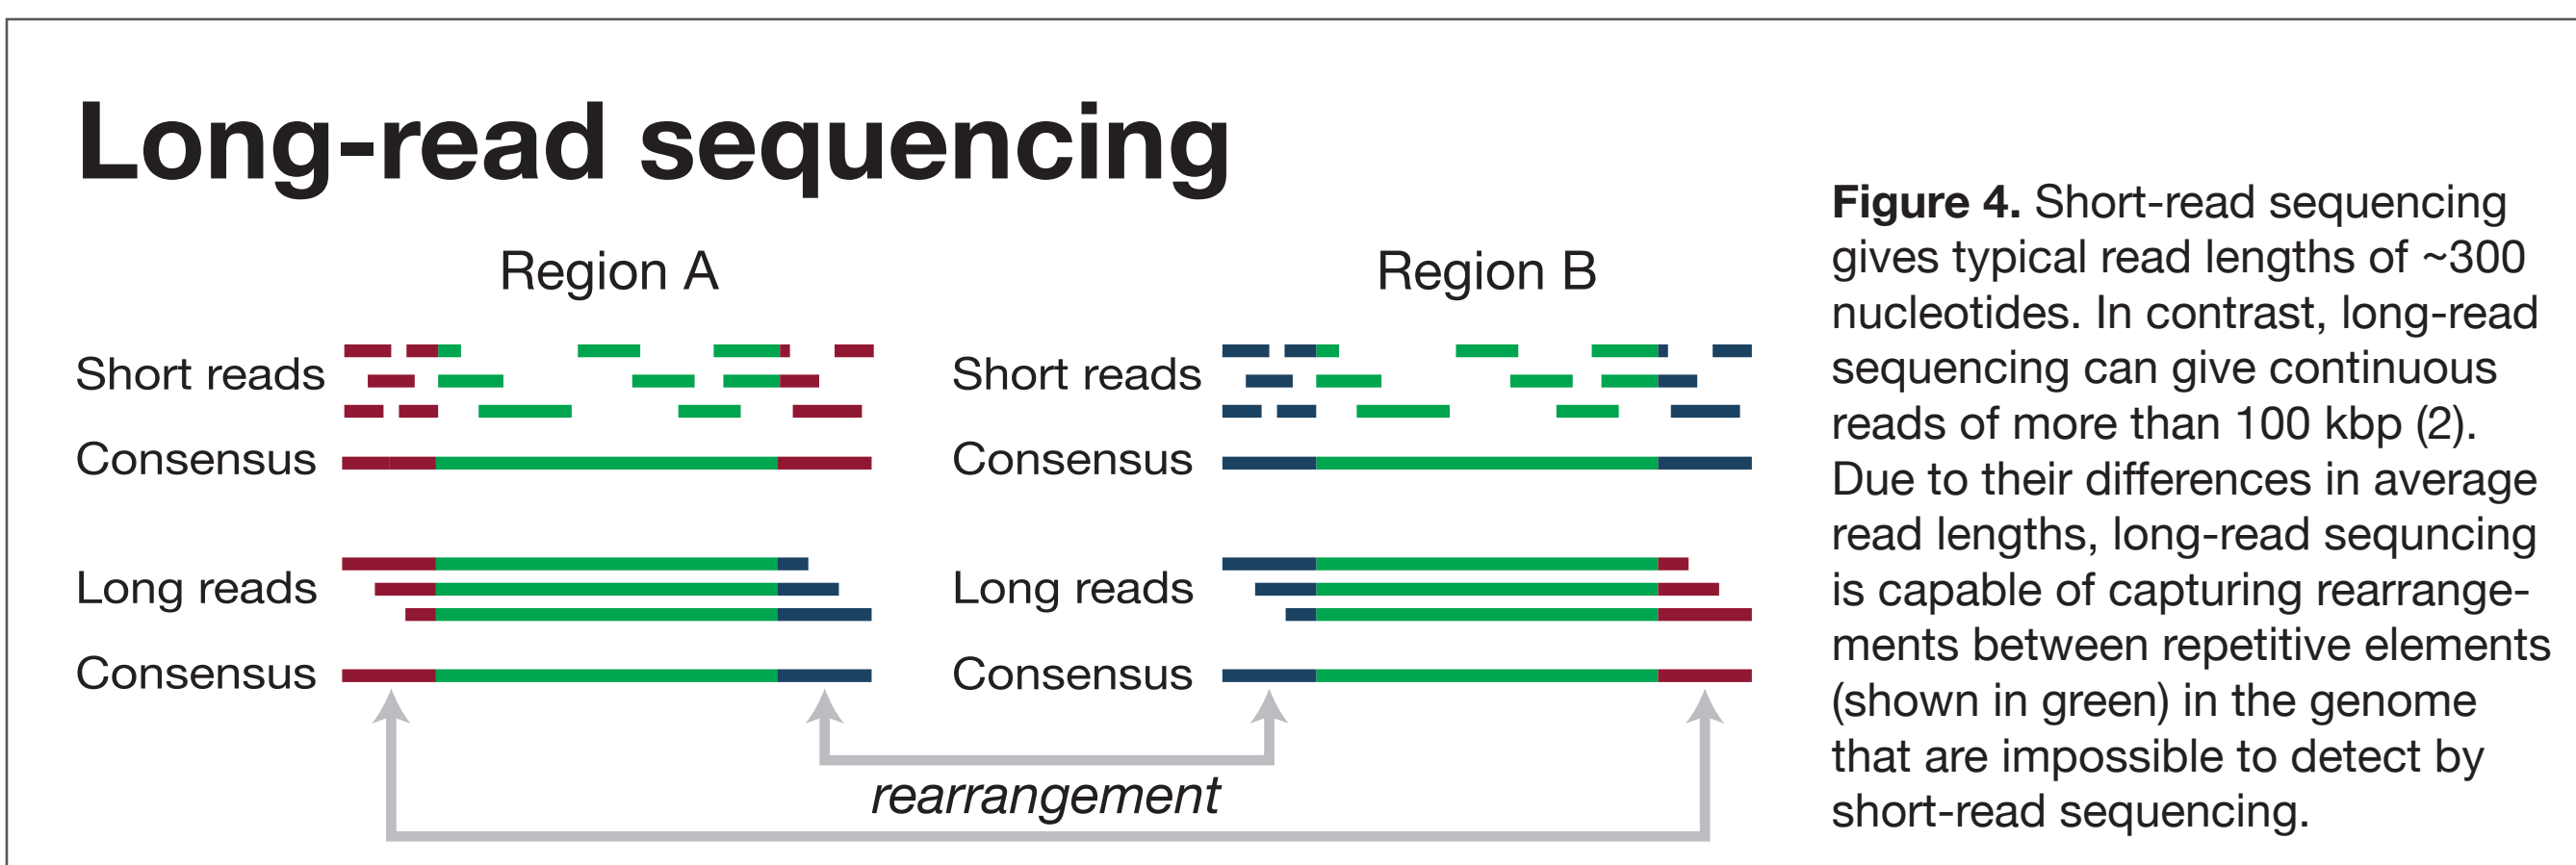 Long-read sequencing
Region A
Region B
Short reads
Consensus
Long reads
Consensus
Short reads
Consensus
Long reads
Consensus
rearrangement
Figure 4. Short-read sequencing
gives typical read lengths of ~300
nucleotides. In contrast, long-read
sequencing can give continuous
reads of more than 100 kbp (2).
Due to their differences in average
read lengths, long-read sequncing
is capable of capturing rearrange-
ments between repetitive elements
(shown in green) in the genome
that are impossible to detect by
short-read sequencing.